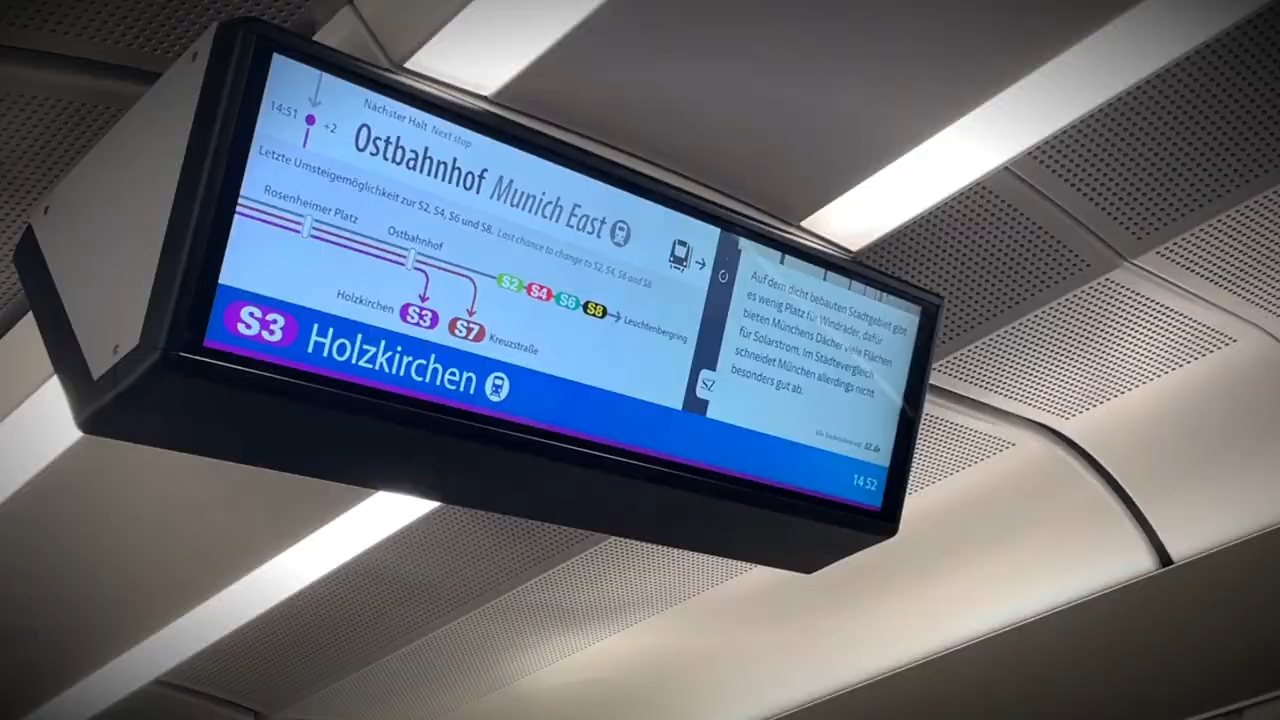 Nächster Halt Next stop
14:51 +2
Ostbahnhof Munich East
Letzte Umsteigemöglichkeit zur S2, S4, S6 und S8. Last chance to change to S2, S4, S6 and S8.
Rosenheimer Platz
Ostbahnhof
S2 S4 S6 S8 Leuchtenbergring
Holzkirchen S3 S7 Kreuzstraße
S3 Holzkirchen
Auf dem dicht bebauten Stadtgebiet gibt
es wenig Platz für Windräder, dafür
bieten Münchens Dächer viele Flächen
für Solarstrom. Im Städtevergleich
schneidet München allerdings nicht
besonders gut ab.
SZ
SZ.de
14:52